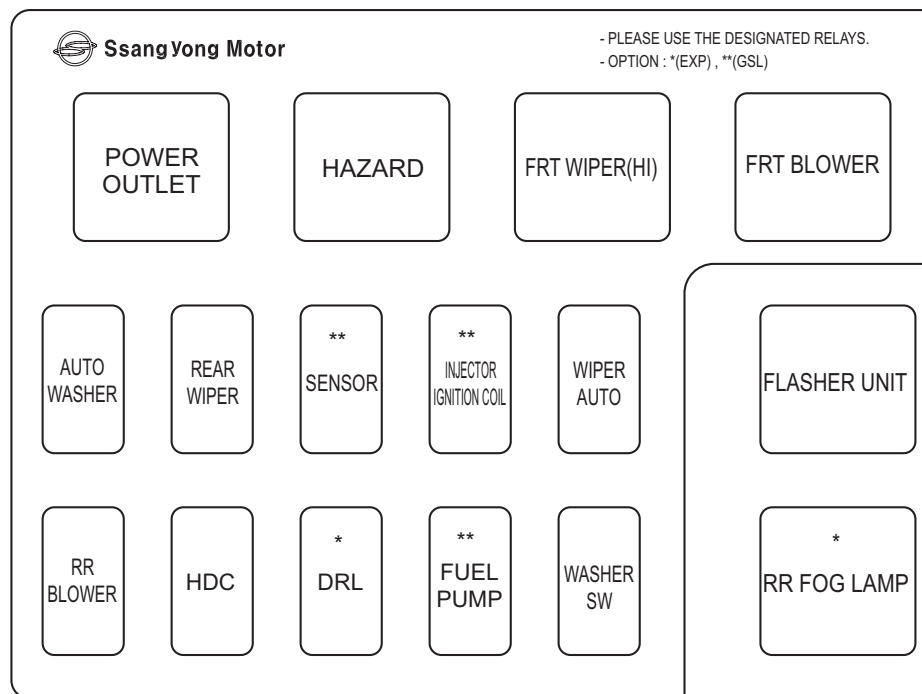 SsangYong Motor
- PLEASE USE THE DESIGNATED RELAYS.
- OPTION : *(EXP) , **(GSL)
POWER
OUTLET
HAZARD
FRT WIPER(HI)
FRT BLOWER
AUTO
WASHER
REAR
WIPER
**
SENSOR
**
INJECTOR
IGNITION COIL
WIPER
AUTO
FLASHER UNIT
RR
BLOWER
HDC
*
DRL
**
FUEL
PUMP
WASHER
SW
*
RR FOG LAMP